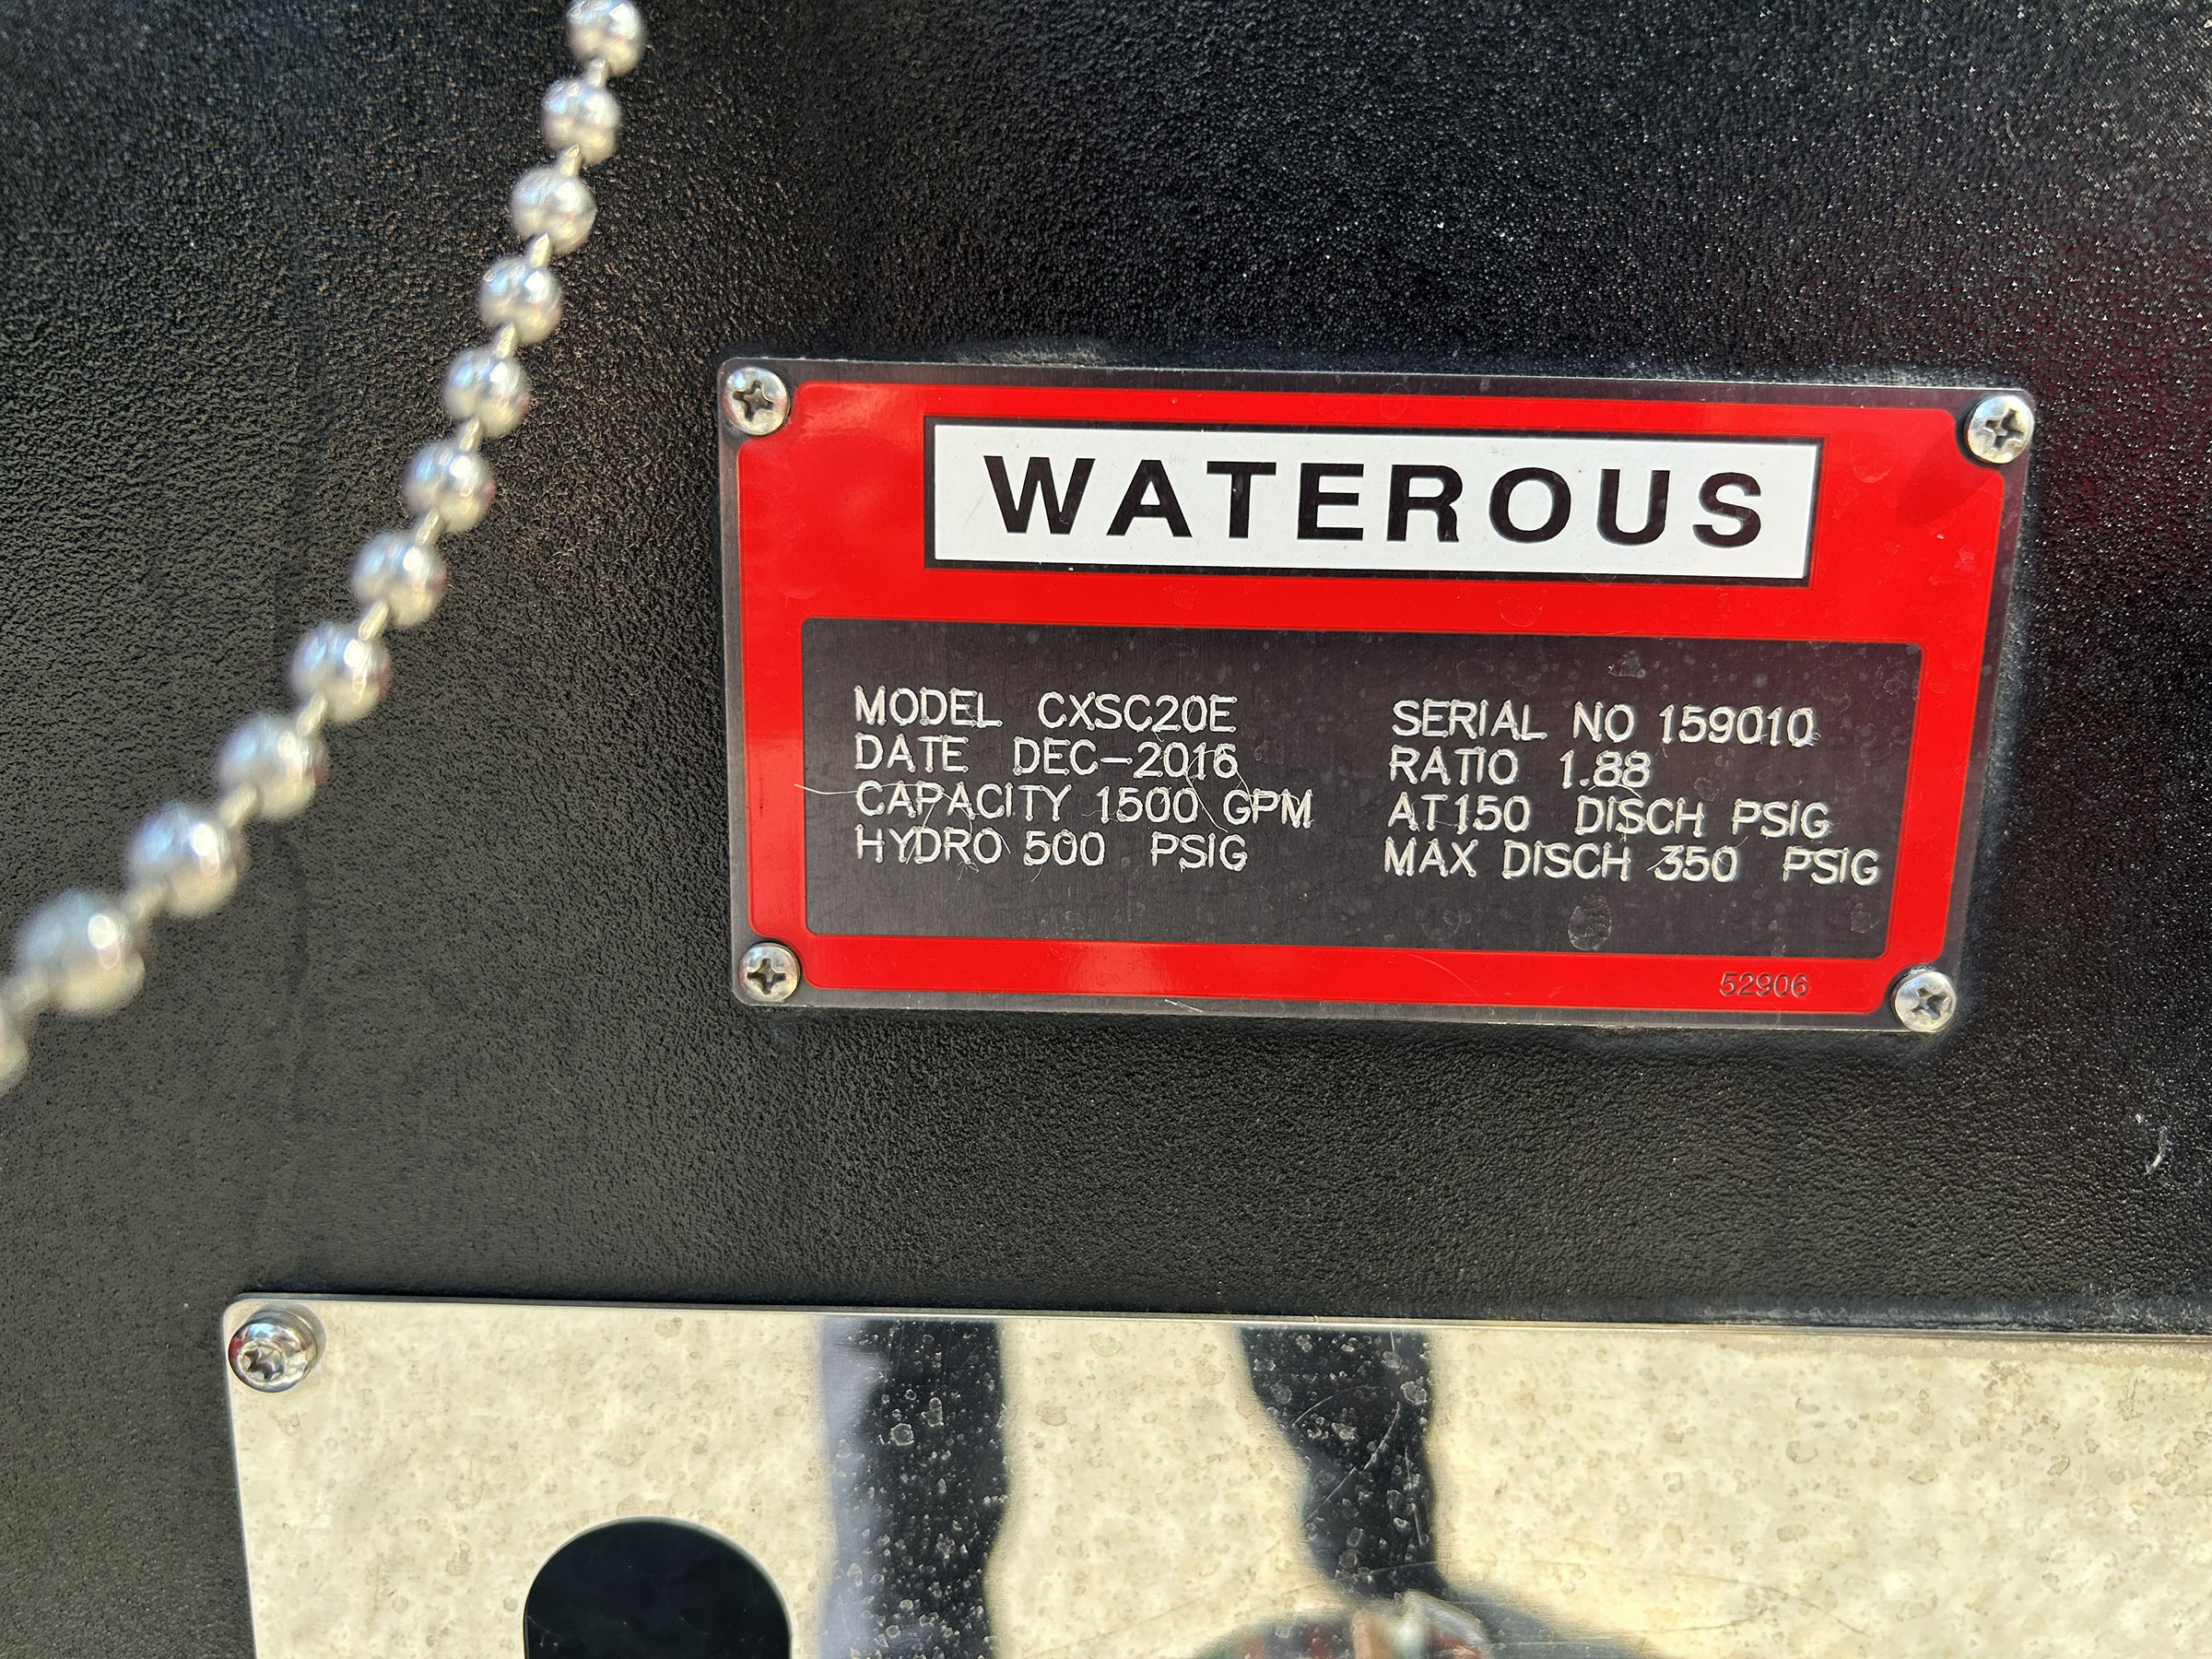 WATEROUS
MODEL CXSC20E
DATE DEC-2016
CAPACITY 1500 GPM
HYDRO 500 PSIG
SERIAL NO 159010
RATIO 1.88
AT150 DISCH PSIG
MAX DISCH 350 PSIG
52906